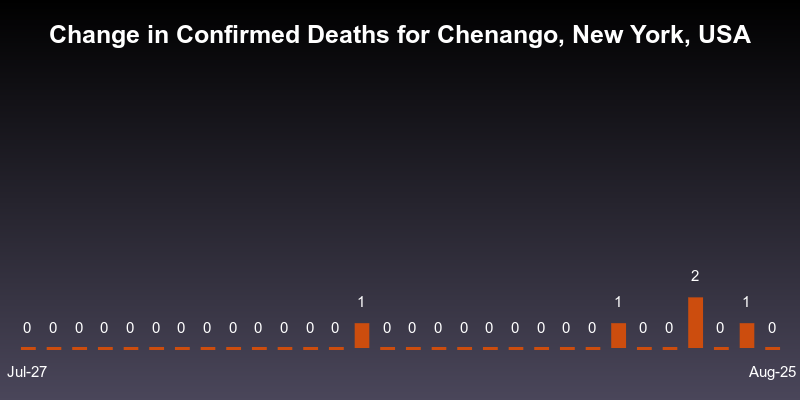 Change in Confirmed Deaths for Chenango, New York, USA
2
1 1 1
0 0 0 0 0 0 0 0 0 0 0 0 0 0 0 0 0 0 0 0 0 0 0 0 0 0
Jul-27 Aug-25